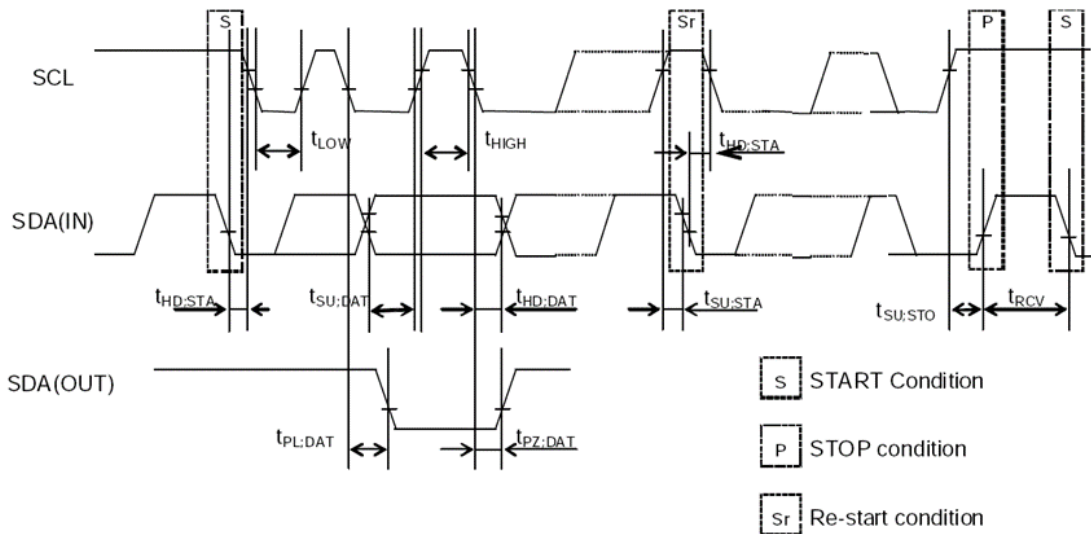 S
Sr
P
S
SCL
tLOW
tHIGH
tHD;STA
SDA(IN)
tHD;STA
tSU;DAT
tHD;DAT
tSU;STA
tSU;STO
tRCV
SDA(OUT)
tPL;DAT
tPZ;DAT
S START Condition
P STOP condition
Sr Re-start condition